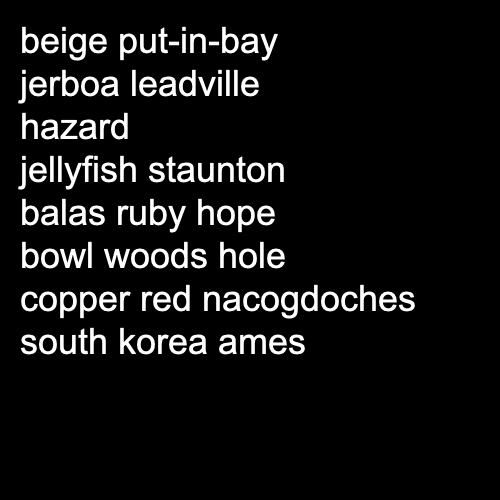 beige put-in-bay
jerboa leadville
hazard
jellyfish staunton
balas ruby hope
bowl woods hole
copper red nacogdoches
south korea ames